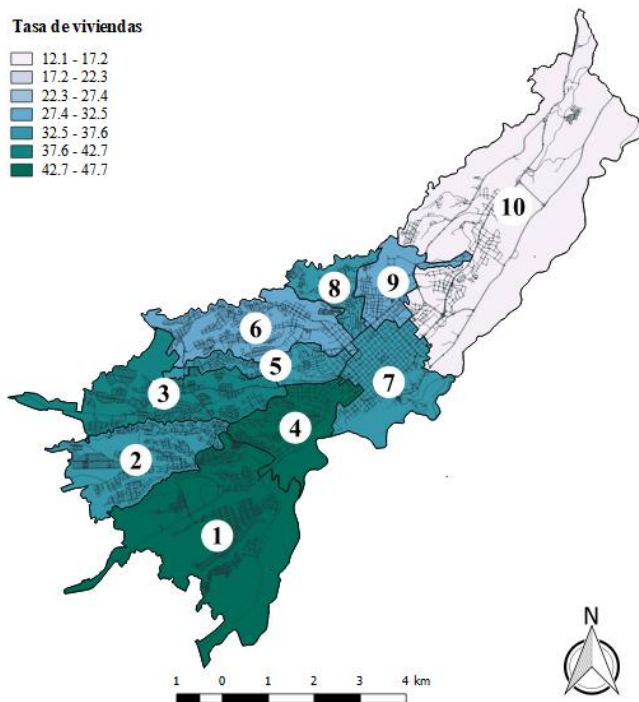 Tasa de viviendas
12.1 - 17.2
17.2 - 22.3
22.3 - 27.4
27.4 - 32.5
32.5 - 37.6
37.6 - 42.7
42.7 - 47.7
10
9
8
6
5
7
3
4
2
1
N
1 0 1 2 3 4 km